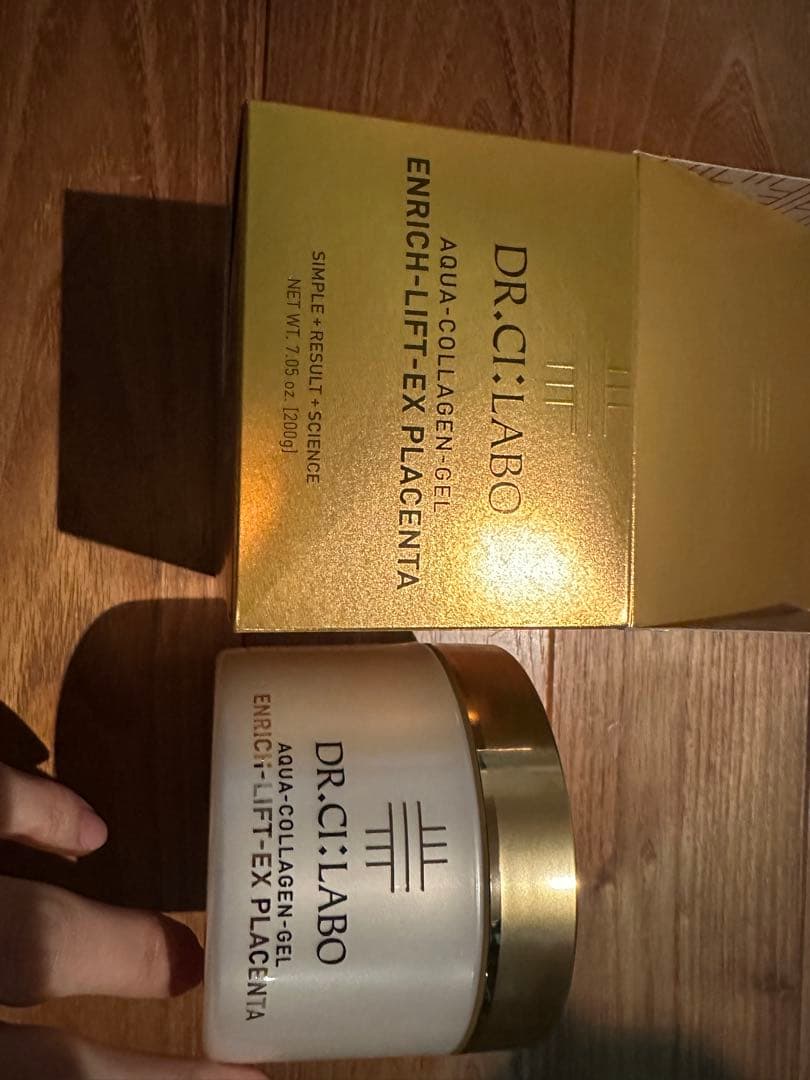 DR.CI:LABO
AQUA-COLLAGEN-GEL
ENRICH-LIFT-EX PLACENTA
SIMPLE+RESULT+SCIENCE
NET WT. 7.05 oz. [200g]
DR.CI:LABO
AQUA-COLLAGEN-GEL
ENRICH-LIFT-EX PLACENTA